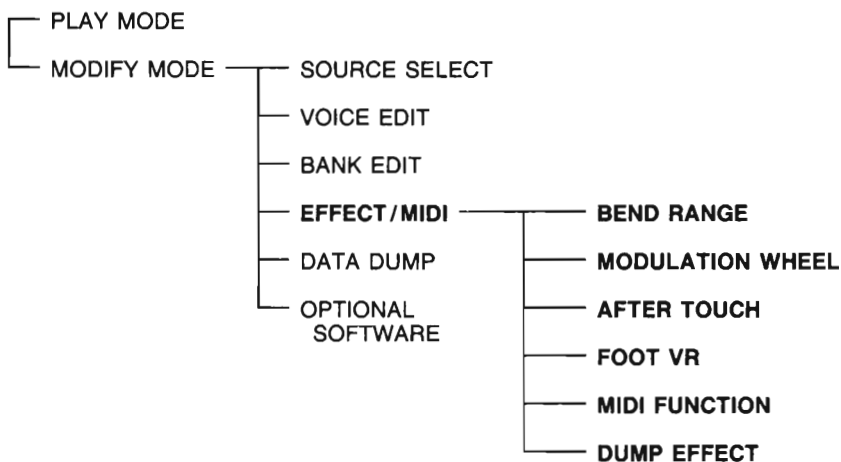 PLAY MODE
MODIFY MODE
SOURCE SELECT
VOICE EDIT
BANK EDIT
EFFECT/MIDI
DATA DUMP
OPTIONAL
SOFTWARE
BEND RANGE
MODULATION WHEEL
AFTER TOUCH
FOOT VR
MIDI FUNCTION
DUMP EFFECT